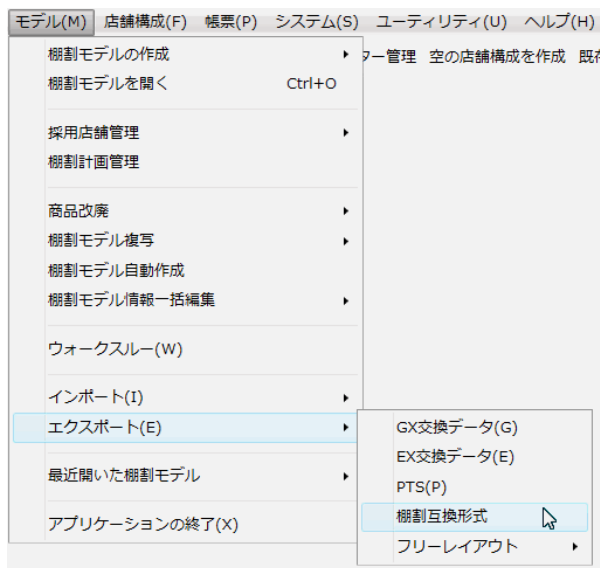 モデル(M) 店舗構成(F) 帳票(P) システム(S) ユーティリティ(U) ヘルプ(H)
ター管理 空の店舗構成を作成 既存
棚割モデルの作成
棚割モデルを開く Ctrl+O
採用店舗管理
棚割計画管理
商品改廃
棚割モデル複写
棚割モデル自動作成
棚割モデル情報一括編集
ウォークスルー(W)
インポート(I)
エクスポート(E)
GX交換データ(G)
EX交換データ(E)
PTS(P)
棚割互換形式
フリーレイアウト
最近開いた棚割モデル
アプリケーションの終了(X)